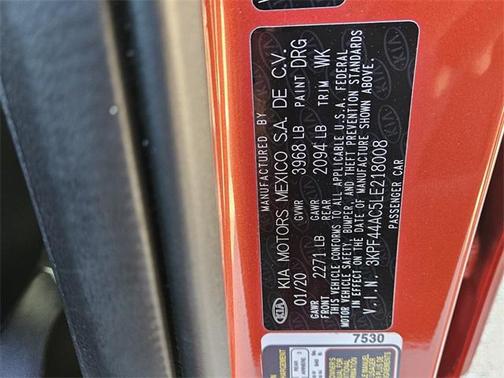 MANUFACTURED BY
KIA KIA MOTORS MEXICO S.A. DE C.V.
01/20 GVWR 3968 LB PAINT DRG
GAWR FRONT 2271 LB GAWR REAR 2094 LB TRIM WK
THIS VEHICLE CONFORMS TO ALL APPLICABLE U.S.A. FEDERAL
MOTOR VEHICLE SAFETY, BUMPER, AND THEFT PREVENTION STANDARDS
IN EFFECT ON THE DATE OF MANUFACTURE SHOWN ABOVE.
V.I.N. 3KPF44AC5LE218008
PASSENGER CAR
7530